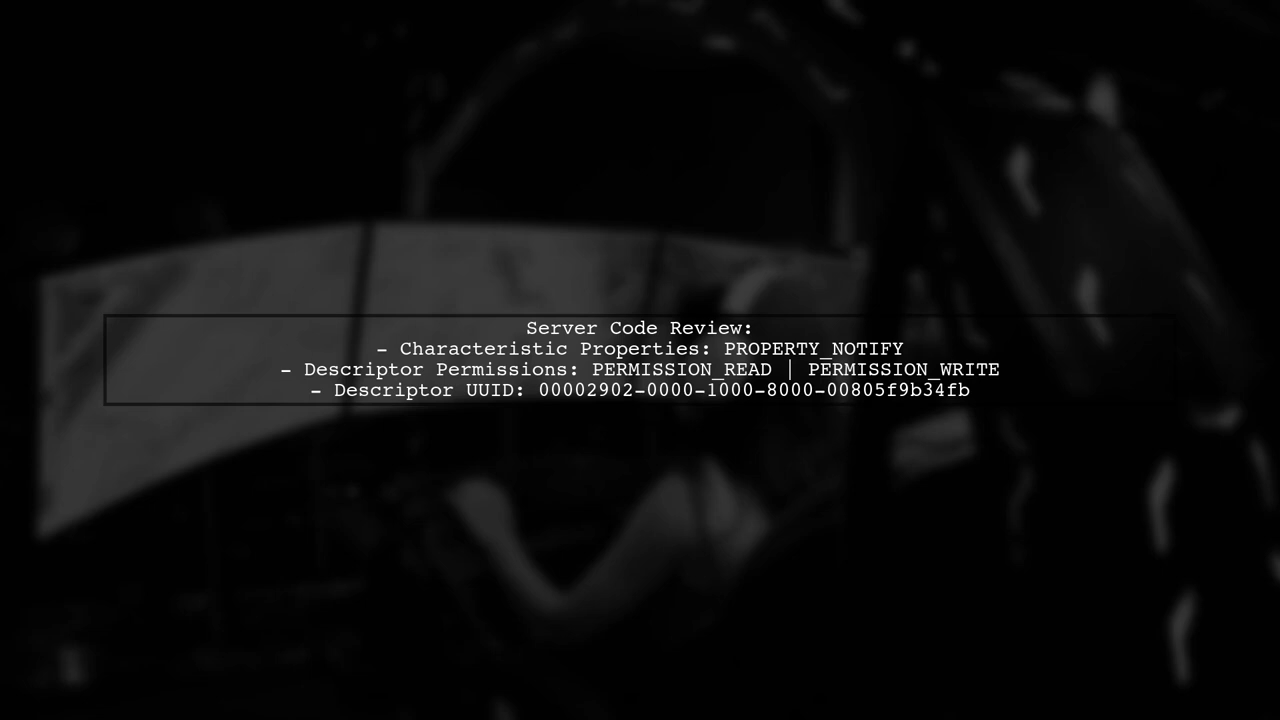 Server Code Review:
- Characteristic Properties: PROPERTY_NOTIFY
- Descriptor Permissions: PERMISSION_READ | PERMISSION_WRITE
- Descriptor UUID: 00002902-0000-1000-8000-00805f9b34fb